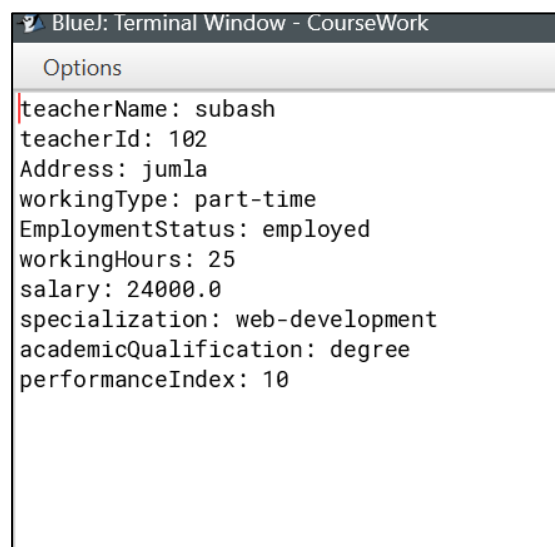 BlueJ: Terminal Window - CourseWork
Options
teacherName: subash
teacherId: 102
Address: jumla
workingType: part-time
EmploymentStatus: employed
workingHours: 25
salary: 24000.0
specialization: web-development
academicQualification: degree
performanceIndex: 10